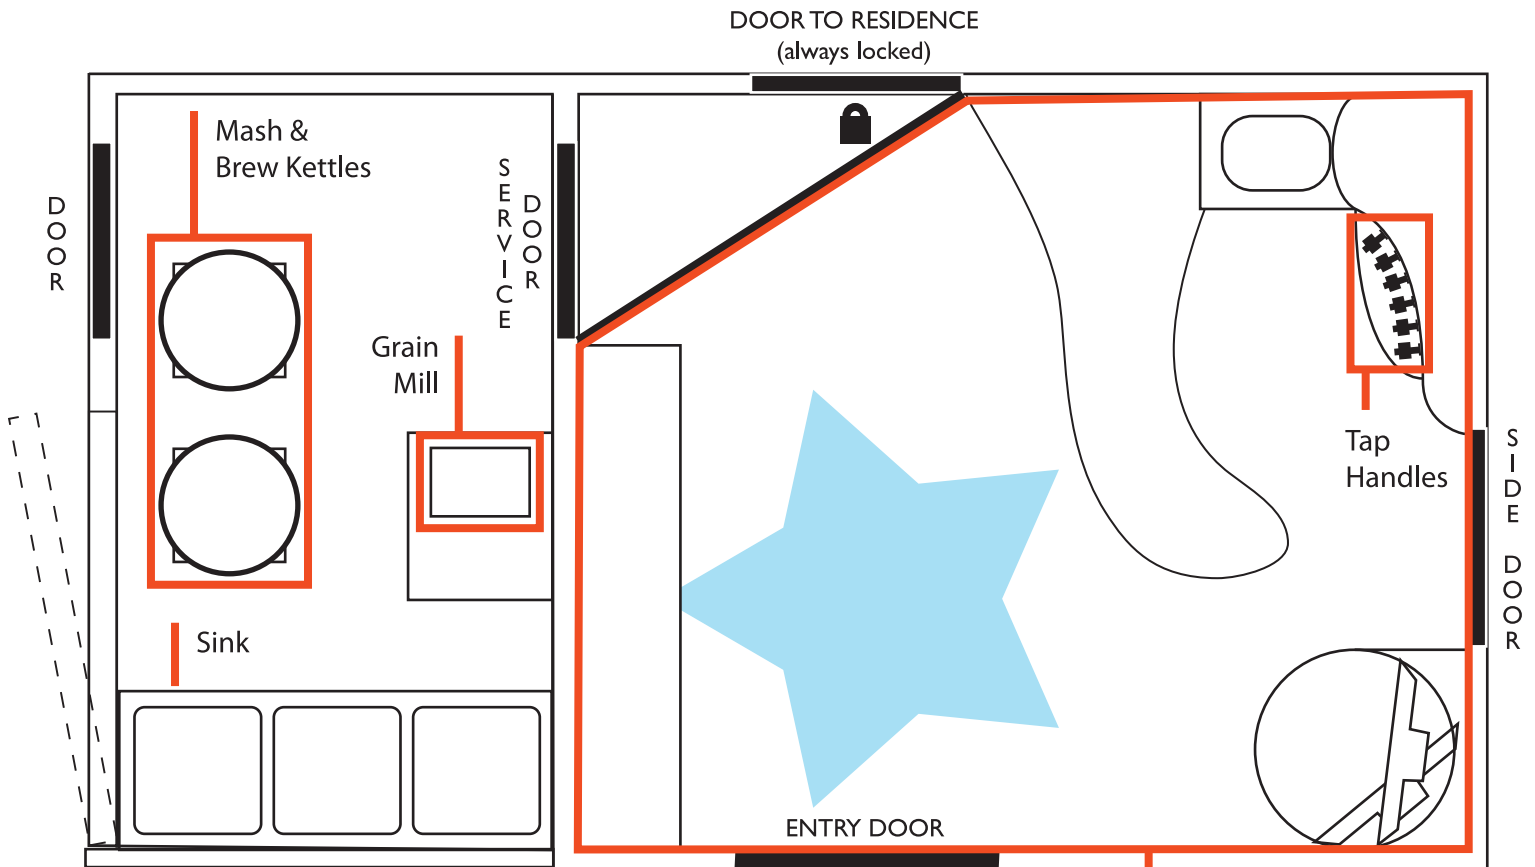 DOOR TO RESIDENCE
(always locked)
Mash &
Brew Kettles
DOOR
SERVICE
DOOR
Grain
Mill
Tap
Handles
SIDE DOOR
Sink
ENTRY DOOR